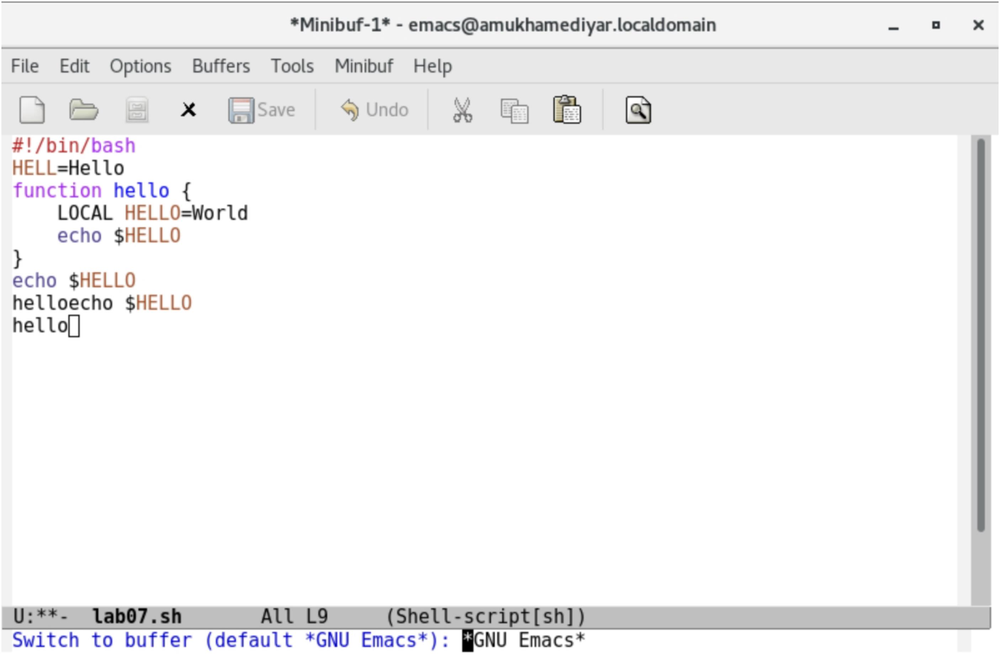 *Minibuf-1* - emacs@amukhamediyar.localdomain
File Edit Options Buffers Tools Minibuf Help
Save Undo
#!/bin/bash
HELL=Hello
function hello {
    LOCAL HELLO=World
    echo $HELLO
}
echo $HELLO
helloecho $HELLO
hello
U:**-  lab07.sh       All L9     (Shell-script[sh])
Switch to buffer (default *GNU Emacs*): *GNU Emacs*